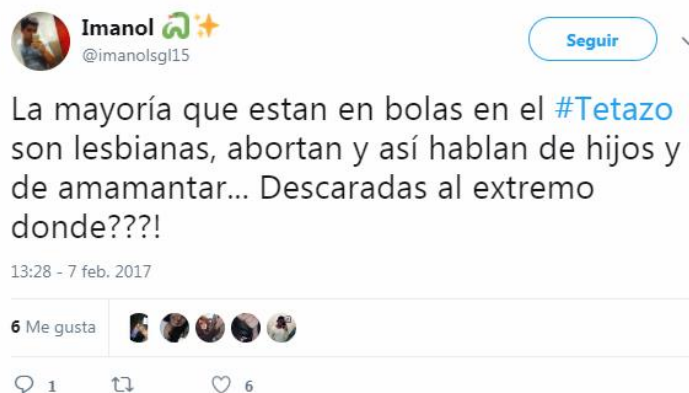 Imanol
@imanolsgl15
Seguir
La mayoría que estan en bolas en el #Tetazo
son lesbianas, abortan y así hablan de hijos y
de amamantar... Descaradas al extremo
donde???!
13:28 - 7 feb. 2017
6 Me gusta
1
6